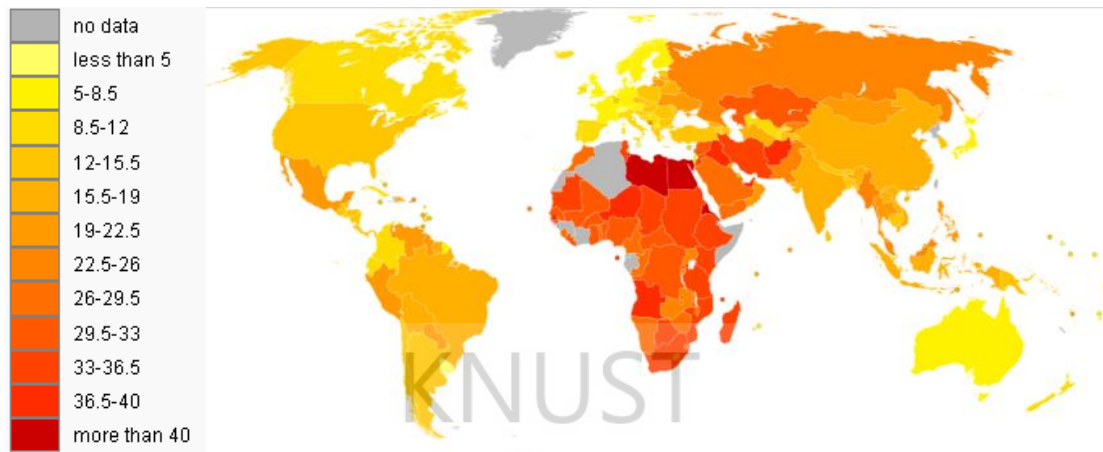 no data
less than 5
5-8.5
8.5-12
12-15.5
15.5-19
19-22.5
22.5-26
26-29.5
29.5-33
33-36.5
36.5-40
more than 40
KNUST